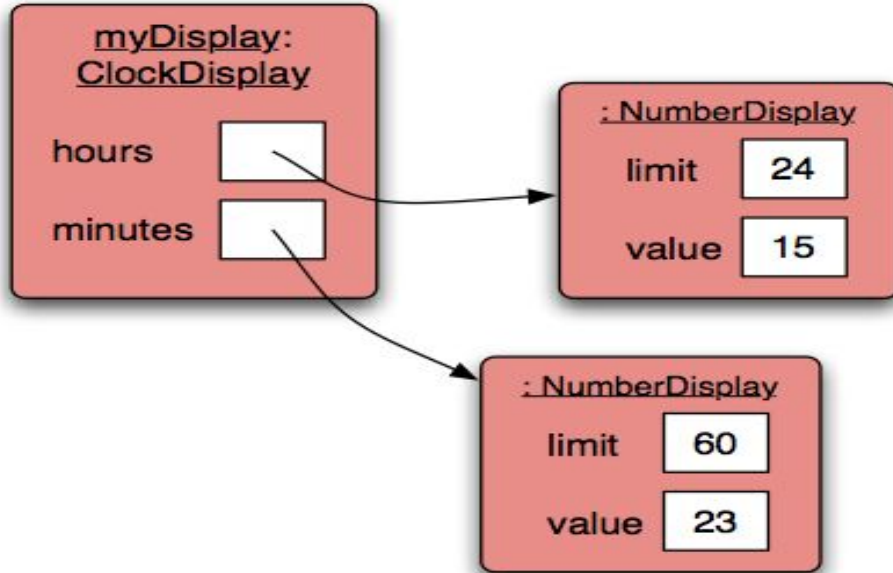 myDisplay:
ClockDisplay
hours
minutes
: NumberDisplay
limit 24
value 15
: NumberDisplay
limit 60
value 23